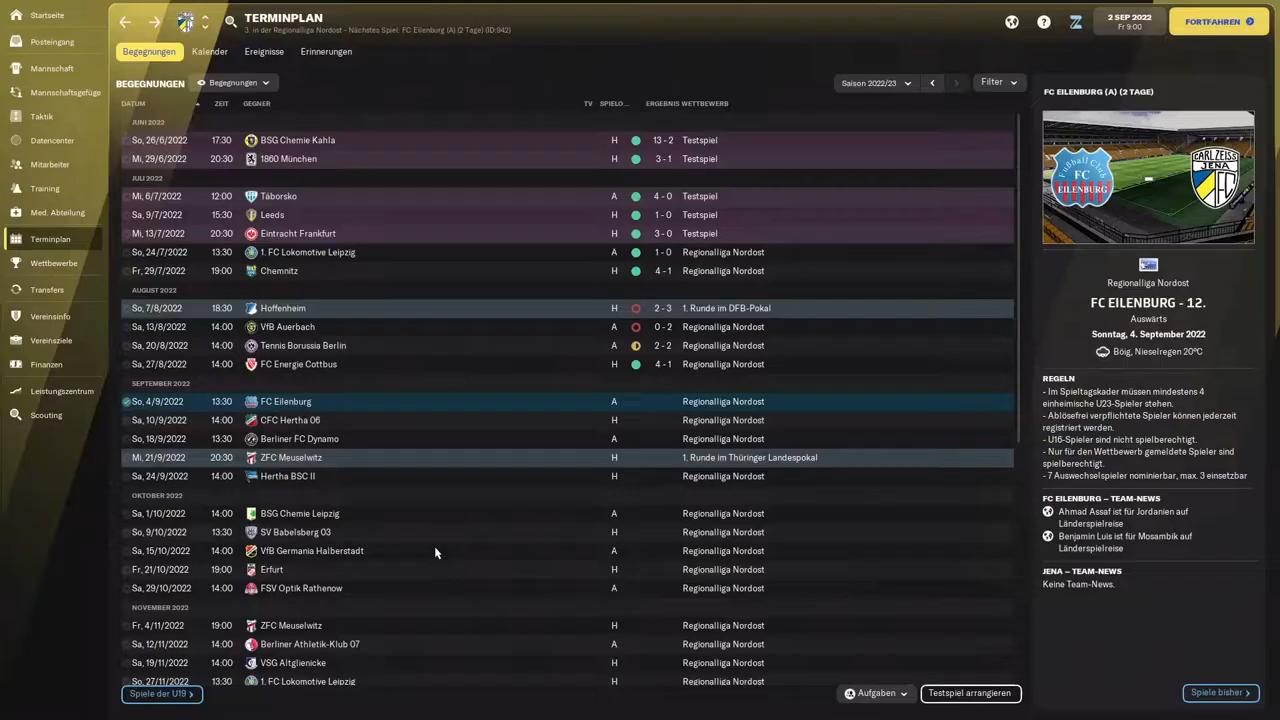 Startseite
Posteingang
Mannschaft
Mannschaftsgefüge
Taktik
Datencenter
Mitarbeiter
Training
Med. Abteilung
Terminplan
Wettbewerbe
Transfers
Vereinsinfo
Vereinsziele
Finanzen
Leistungszentrum
Scouting
TERMINPLAN
3. in der Regionalliga Nordost - Nächstes Spiel: FC Eilenburg (A) (2 Tage) (ID:942)
2 SEP 2022
Fr 9:00
FORTFAHREN
Begegnungen Kalender Ereignisse Erinnerungen
BEGEGNUNGEN Begegnungen Saison 2022/23 Filter
DATUM ZEIT GEGNER TV SPIELO... ERGEBNIS WETTBEWERB
JUNI 2022
So, 26/6/2022 17:30 BSG Chemie Kahla H 13 - 2 Testspiel
Mi, 29/6/2022 20:30 1860 München H 3 - 1 Testspiel
JULI 2022
Mi, 6/7/2022 12:00 Táborsko A 4 - 0 Testspiel
Sa, 9/7/2022 15:30 Leeds H 1 - 0 Testspiel
Mi, 13/7/2022 20:30 Eintracht Frankfurt H 3 - 0 Testspiel
So, 24/7/2022 13:30 1. FC Lokomotive Leipzig A 1 - 0 Regionalliga Nordost
Fr, 29/7/2022 19:00 Chemnitz H 4 - 1 Regionalliga Nordost
AUGUST 2022
So, 7/8/2022 18:30 Hoffenheim H 2 - 3 1. Runde im DFB-Pokal
Sa, 13/8/2022 14:00 VfB Auerbach A 0 - 2 Regionalliga Nordost
Sa, 20/8/2022 14:00 Tennis Borussia Berlin A 2 - 2 Regionalliga Nordost
Sa, 27/8/2022 14:00 FC Energie Cottbus H 4 - 1 Regionalliga Nordost
SEPTEMBER 2022
So, 4/9/2022 13:30 FC Eilenburg A Regionalliga Nordost
Sa, 10/9/2022 14:00 CFC Hertha 06 H Regionalliga Nordost
So, 18/9/2022 13:30 Berliner FC Dynamo A Regionalliga Nordost
Mi, 21/9/2022 20:30 ZFC Meuselwitz H 1. Runde im Thüringer Landespokal
Sa, 24/9/2022 14:00 Hertha BSC II H Regionalliga Nordost
OKTOBER 2022
Sa, 1/10/2022 14:00 BSG Chemie Leipzig A Regionalliga Nordost
So, 9/10/2022 13:30 SV Babelsberg 03 H Regionalliga Nordost
Sa, 15/10/2022 14:00 VfB Germania Halberstadt A Regionalliga Nordost
Fr, 21/10/2022 19:00 Erfurt H Regionalliga Nordost
Sa, 29/10/2022 14:00 FSV Optik Rathenow A Regionalliga Nordost
NOVEMBER 2022
Fr, 4/11/2022 19:00 ZFC Meuselwitz H Regionalliga Nordost
Sa, 12/11/2022 14:00 Berliner Athletik-Klub 07 A Regionalliga Nordost
Sa, 19/11/2022 14:00 VSG Altglienicke H Regionalliga Nordost
So, 27/11/2022 13:30 1. FC Lokomotive Leipzig H Regionalliga Nordost
Spiele der U19
Aufgaben
Testspiel arrangieren
FC EILENBURG (A) (2 TAGE)
Fußball Club
FC
EILENBURG
CARL ZEISS
JENA
FC
Regionalliga Nordost
FC EILENBURG - 12.
Auswärts
Sonntag, 4. September 2022
Böig, Nieselregen 20°C
REGELN
- Im Spieltagskader müssen mindestens 4
einheimische U23-Spieler stehen.
- Ablösefrei verpflichtete Spieler können jederzeit
registriert werden.
- U16-Spieler sind nicht spielberechtigt.
- Nur für den Wettbewerb gemeldete Spieler sind
spielberechtigt.
- 7 Auswechselspieler nominierbar, max. 3 einsetzbar
FC EILENBURG – TEAM-NEWS
Ahmad Assaf ist für Jordanien auf
Länderspielreise
Benjamin Luis ist für Mosambik auf
Länderspielreise
JENA – TEAM-NEWS
Keine Team-News.
Spiele bisher